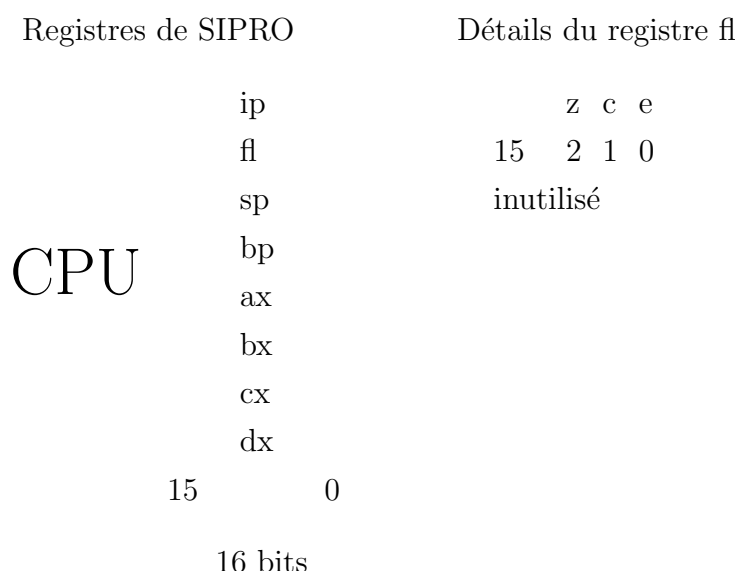 Registres de SIPRO
Détails du registre fl
ip
z c e
fl
15 2 1 0
sp
inutilisé
CPU
bp
ax
bx
cx
dx
15 0
16 bits